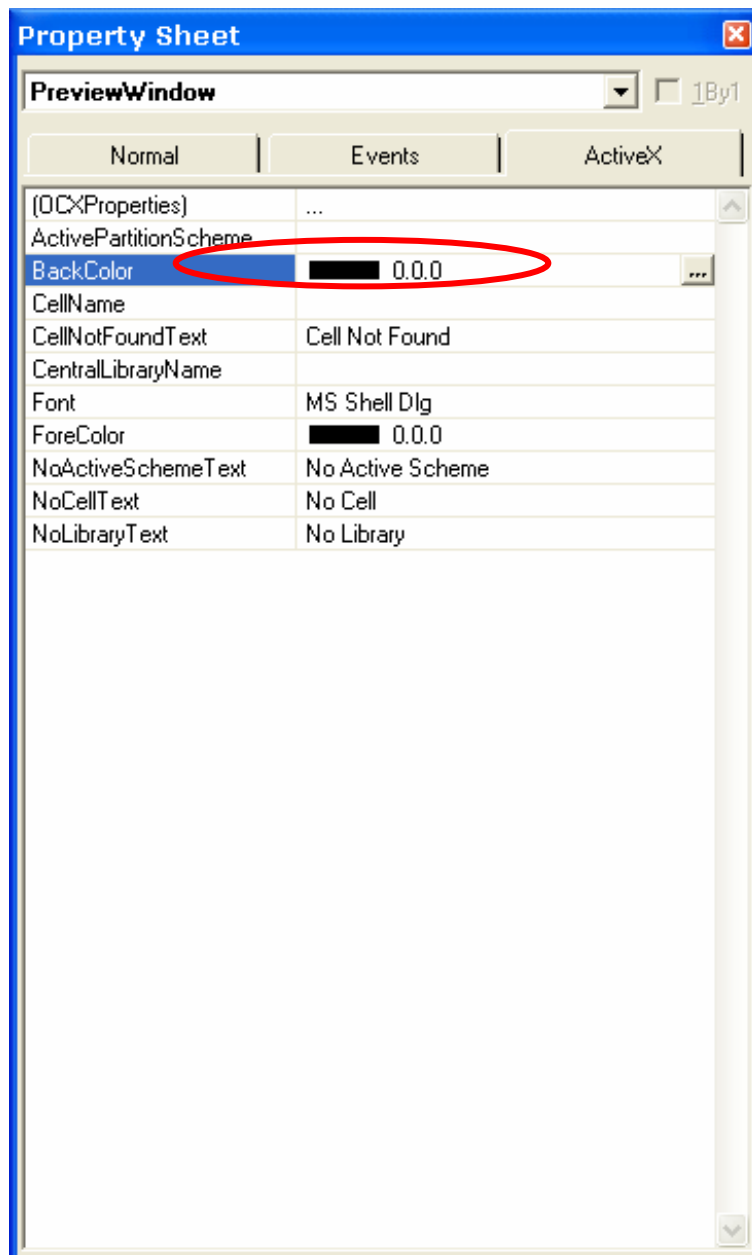 Property Sheet
PreviewWindow 1By1
Normal Events ActiveX
(OCXProperties) ...
ActivePartitionScheme
BackColor 0.0.0 ...
CellName
CellNotFoundText Cell Not Found
CentralLibraryName
Font MS Shell Dlg
ForeColor 0.0.0
NoActiveSchemeText No Active Scheme
NoCellText No Cell
NoLibraryText No Library